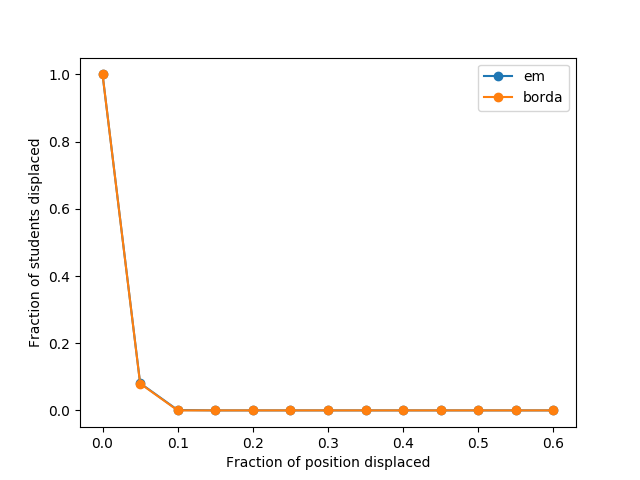 em
borda
1.0
0.8
0.6
0.4
0.2
0.0
Fraction of students displaced
0.0 0.1 0.2 0.3 0.4 0.5 0.6
Fraction of position displaced